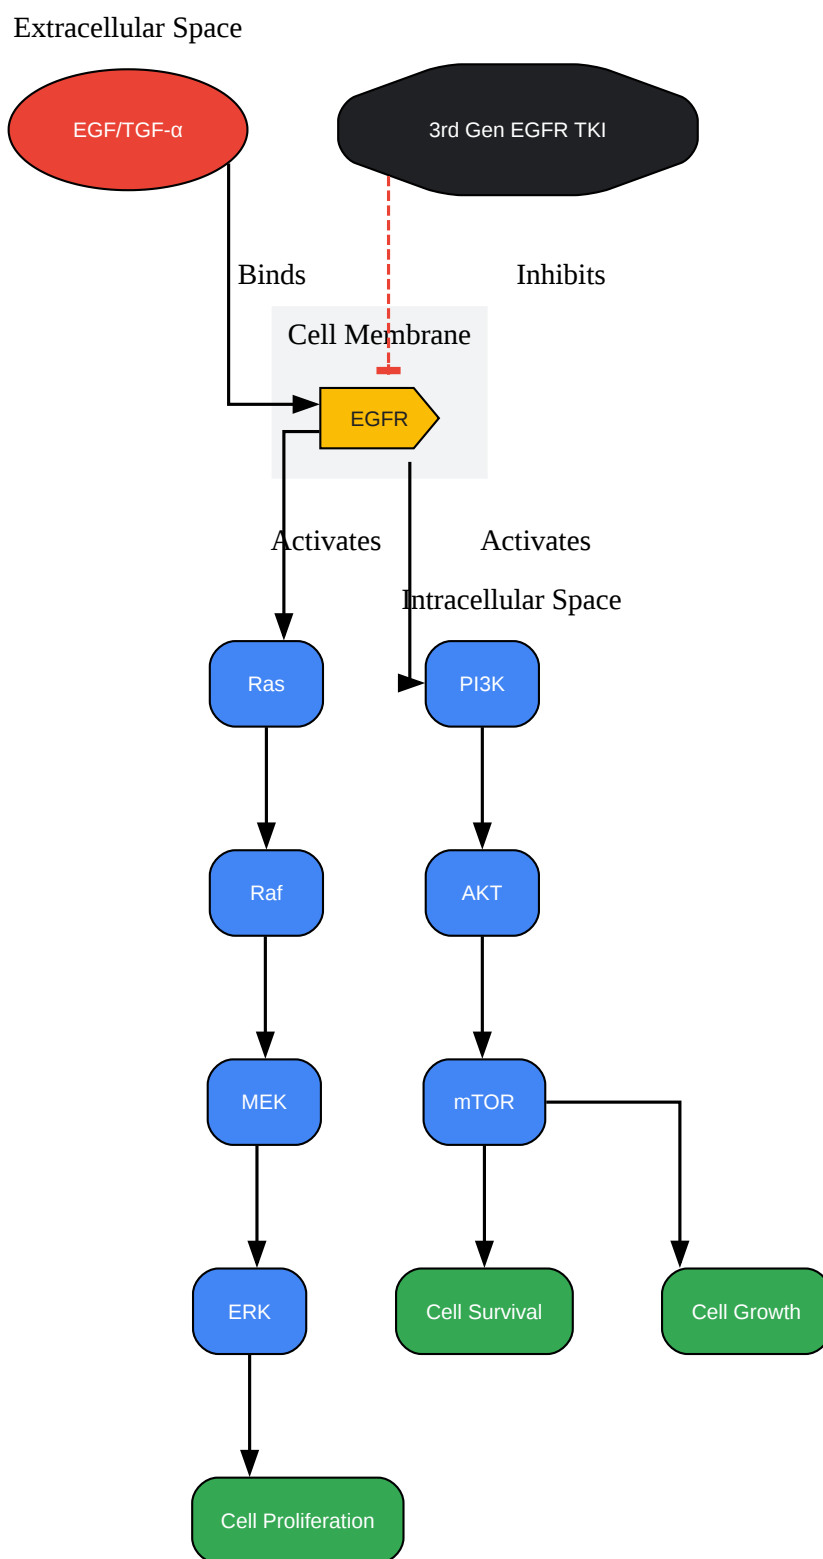 Extracellular Space
EGF/TGF-α
3rd Gen EGFR TKI
Binds
Inhibits
Cell Membrane
EGFR
Activates
Activates
Intracellular Space
Ras
PI3K
Raf
AKT
MEK
mTOR
ERK
Cell Survival
Cell Growth
Cell Proliferation